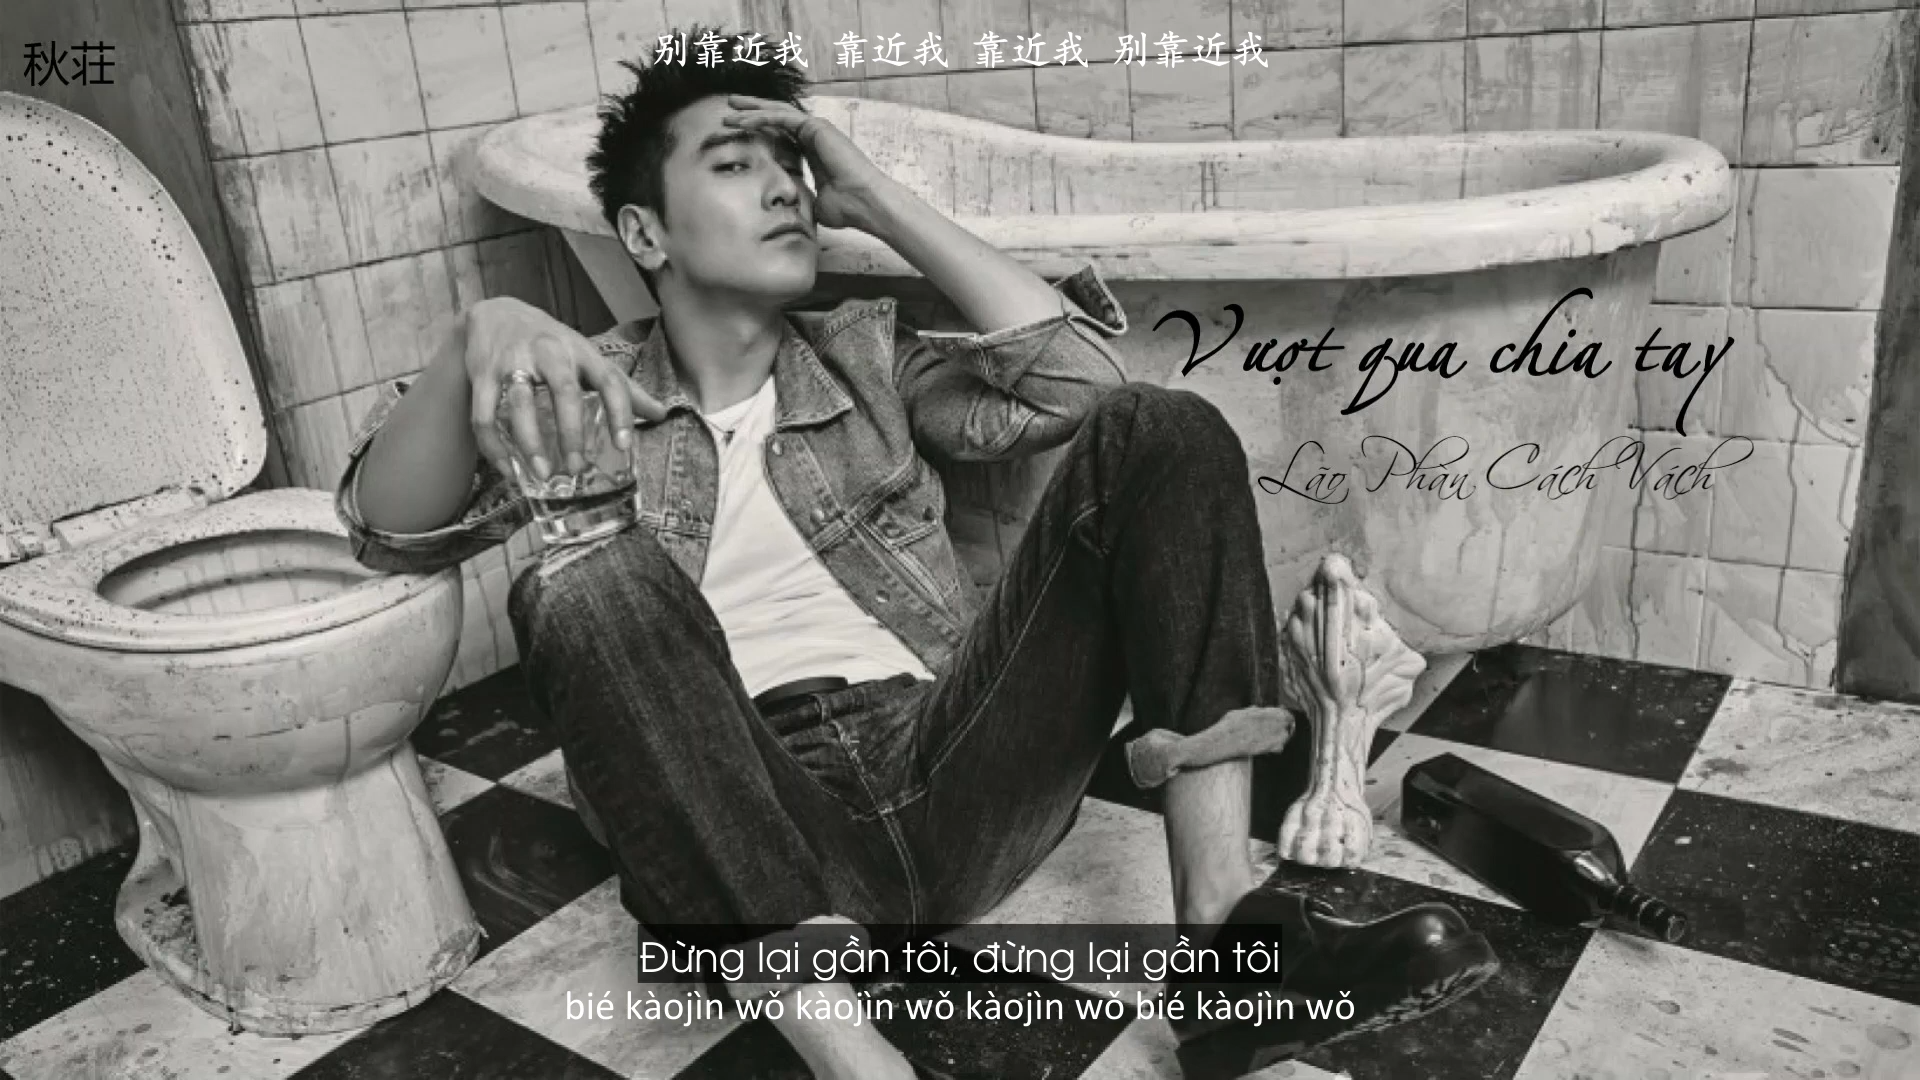 秋荘
别靠近我 靠近我 靠近我 别靠近我
Vượt qua chia tay
Lão Phàn Cách Vách
Đừng lại gần tôi, đừng lại gần tôi
bié kàojìn wǒ kàojìn wǒ kàojìn wǒ bié kàojìn wǒ